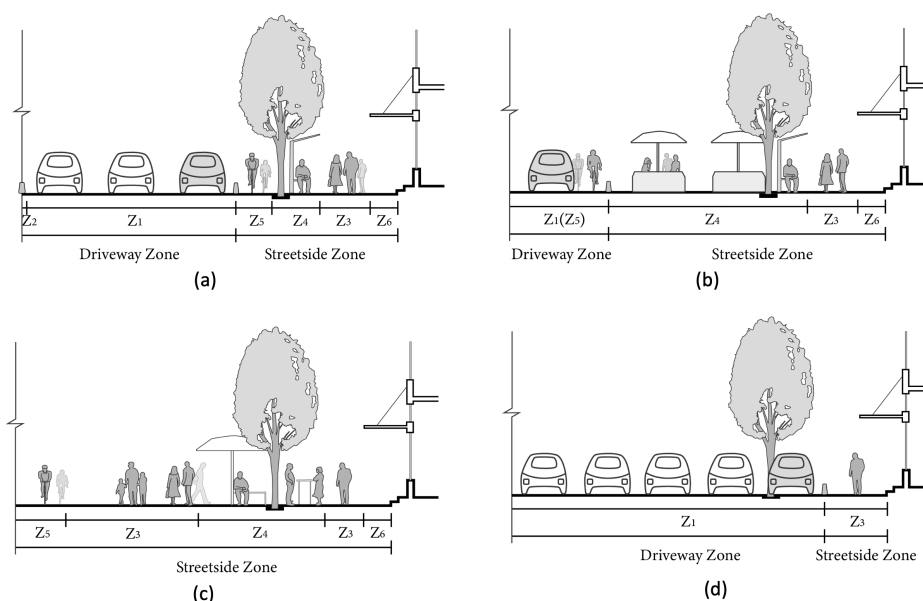 Z2 Z1 Z5 Z4 Z3 Z6
Driveway Zone Streetside Zone
(a)
Z1(Z5) Z4 Z3 Z6
Driveway Zone Streetside Zone
(b)
Z5 Z3 Z4 Z3 Z6
Streetside Zone
(c)
Z1 Z3
Driveway Zone Streetside Zone
(d)